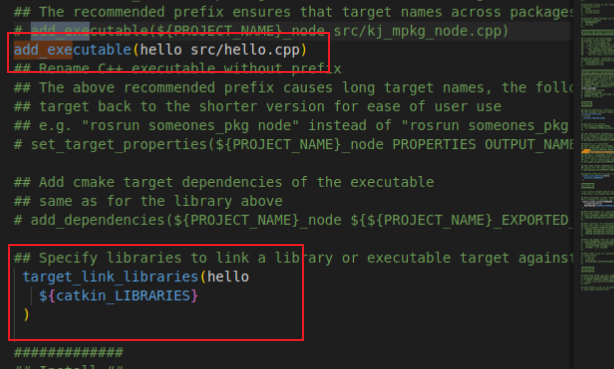 ## The recommended prefix ensures that target names across packages
# add_executable(${PROJECT_NAME}_node src/kj_mpkg_node.cpp)
add_executable(hello src/hello.cpp)
## Rename C++ executable without prefix
## The above recommended prefix causes long target names, the follo
## target back to the shorter version for ease of user use
## e.g. "rosrun someones_pkg node" instead of "rosrun someones_pkg
# set_target_properties(${PROJECT_NAME}_node PROPERTIES OUTPUT_NAME
## Add cmake target dependencies of the executable
## same as for the library above
# add_dependencies(${PROJECT_NAME}_node ${${PROJECT_NAME}_EXPORTED_
## Specify libraries to link a library or executable target against
target_link_libraries(hello
${catkin_LIBRARIES}
)
#############
## Install ##